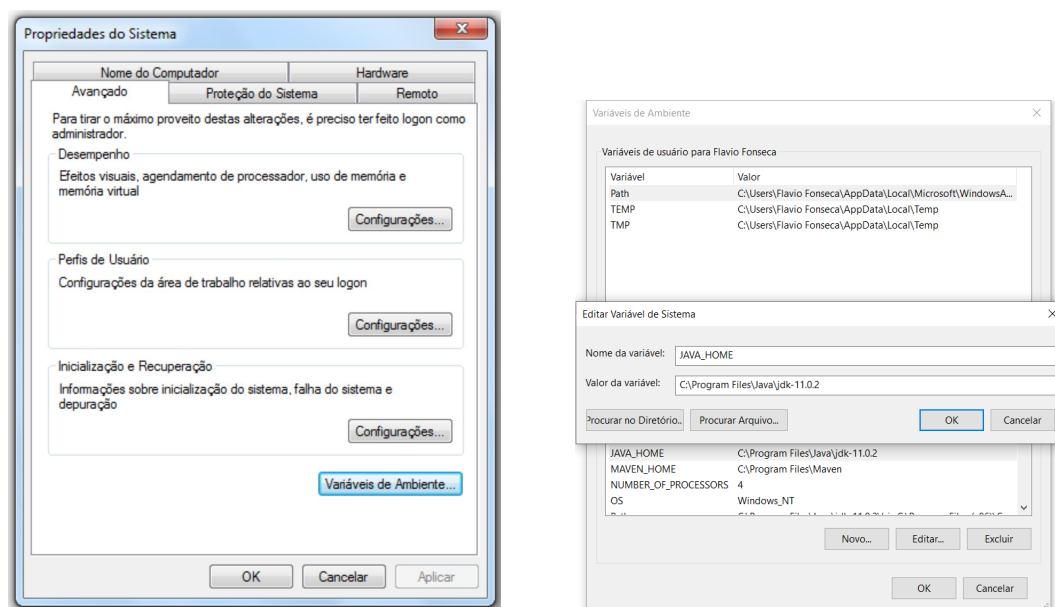 Propriedades do Sistema
Nome do Computador
Hardware
Avançado
Proteção do Sistema
Remoto
Para tirar o máximo proveito destas alterações, é preciso ter feito logon como
administrador.
Desempenho
Efeitos visuais, agendamento de processador, uso de memória e
memória virtual
Configurações...
Perfis de Usuário
Configurações da área de trabalho relativas ao seu logon
Configurações...
Inicialização e Recuperação
Informações sobre inicialização do sistema, falha do sistema e
depuração
Configurações...
Variáveis de Ambiente...
OK
Cancelar
Aplicar
Variáveis de Ambiente
Variáveis de usuário para Flavio Fonseca
Variável Valor
Path C:\Users\Flavio Fonseca\AppData\Local\Microsoft\WindowsA...
TEMP C:\Users\Flavio Fonseca\AppData\Local\Temp
TMP C:\Users\Flavio Fonseca\AppData\Local\Temp
Editar Variável de Sistema
Nome da variável: JAVA_HOME
Valor da variável: C:\Program Files\Java\jdk-11.0.2
Procurar no Diretório..
Procurar Arquivo...
OK
Cancelar
JAVA_HOME C:\Program Files\Java\jdk-11.0.2
MAVEN_HOME C:\Program Files\Maven
NUMBER_OF_PROCESSORS 4
OS Windows_NT
Novo...
Editar...
Excluir
OK
Cancelar